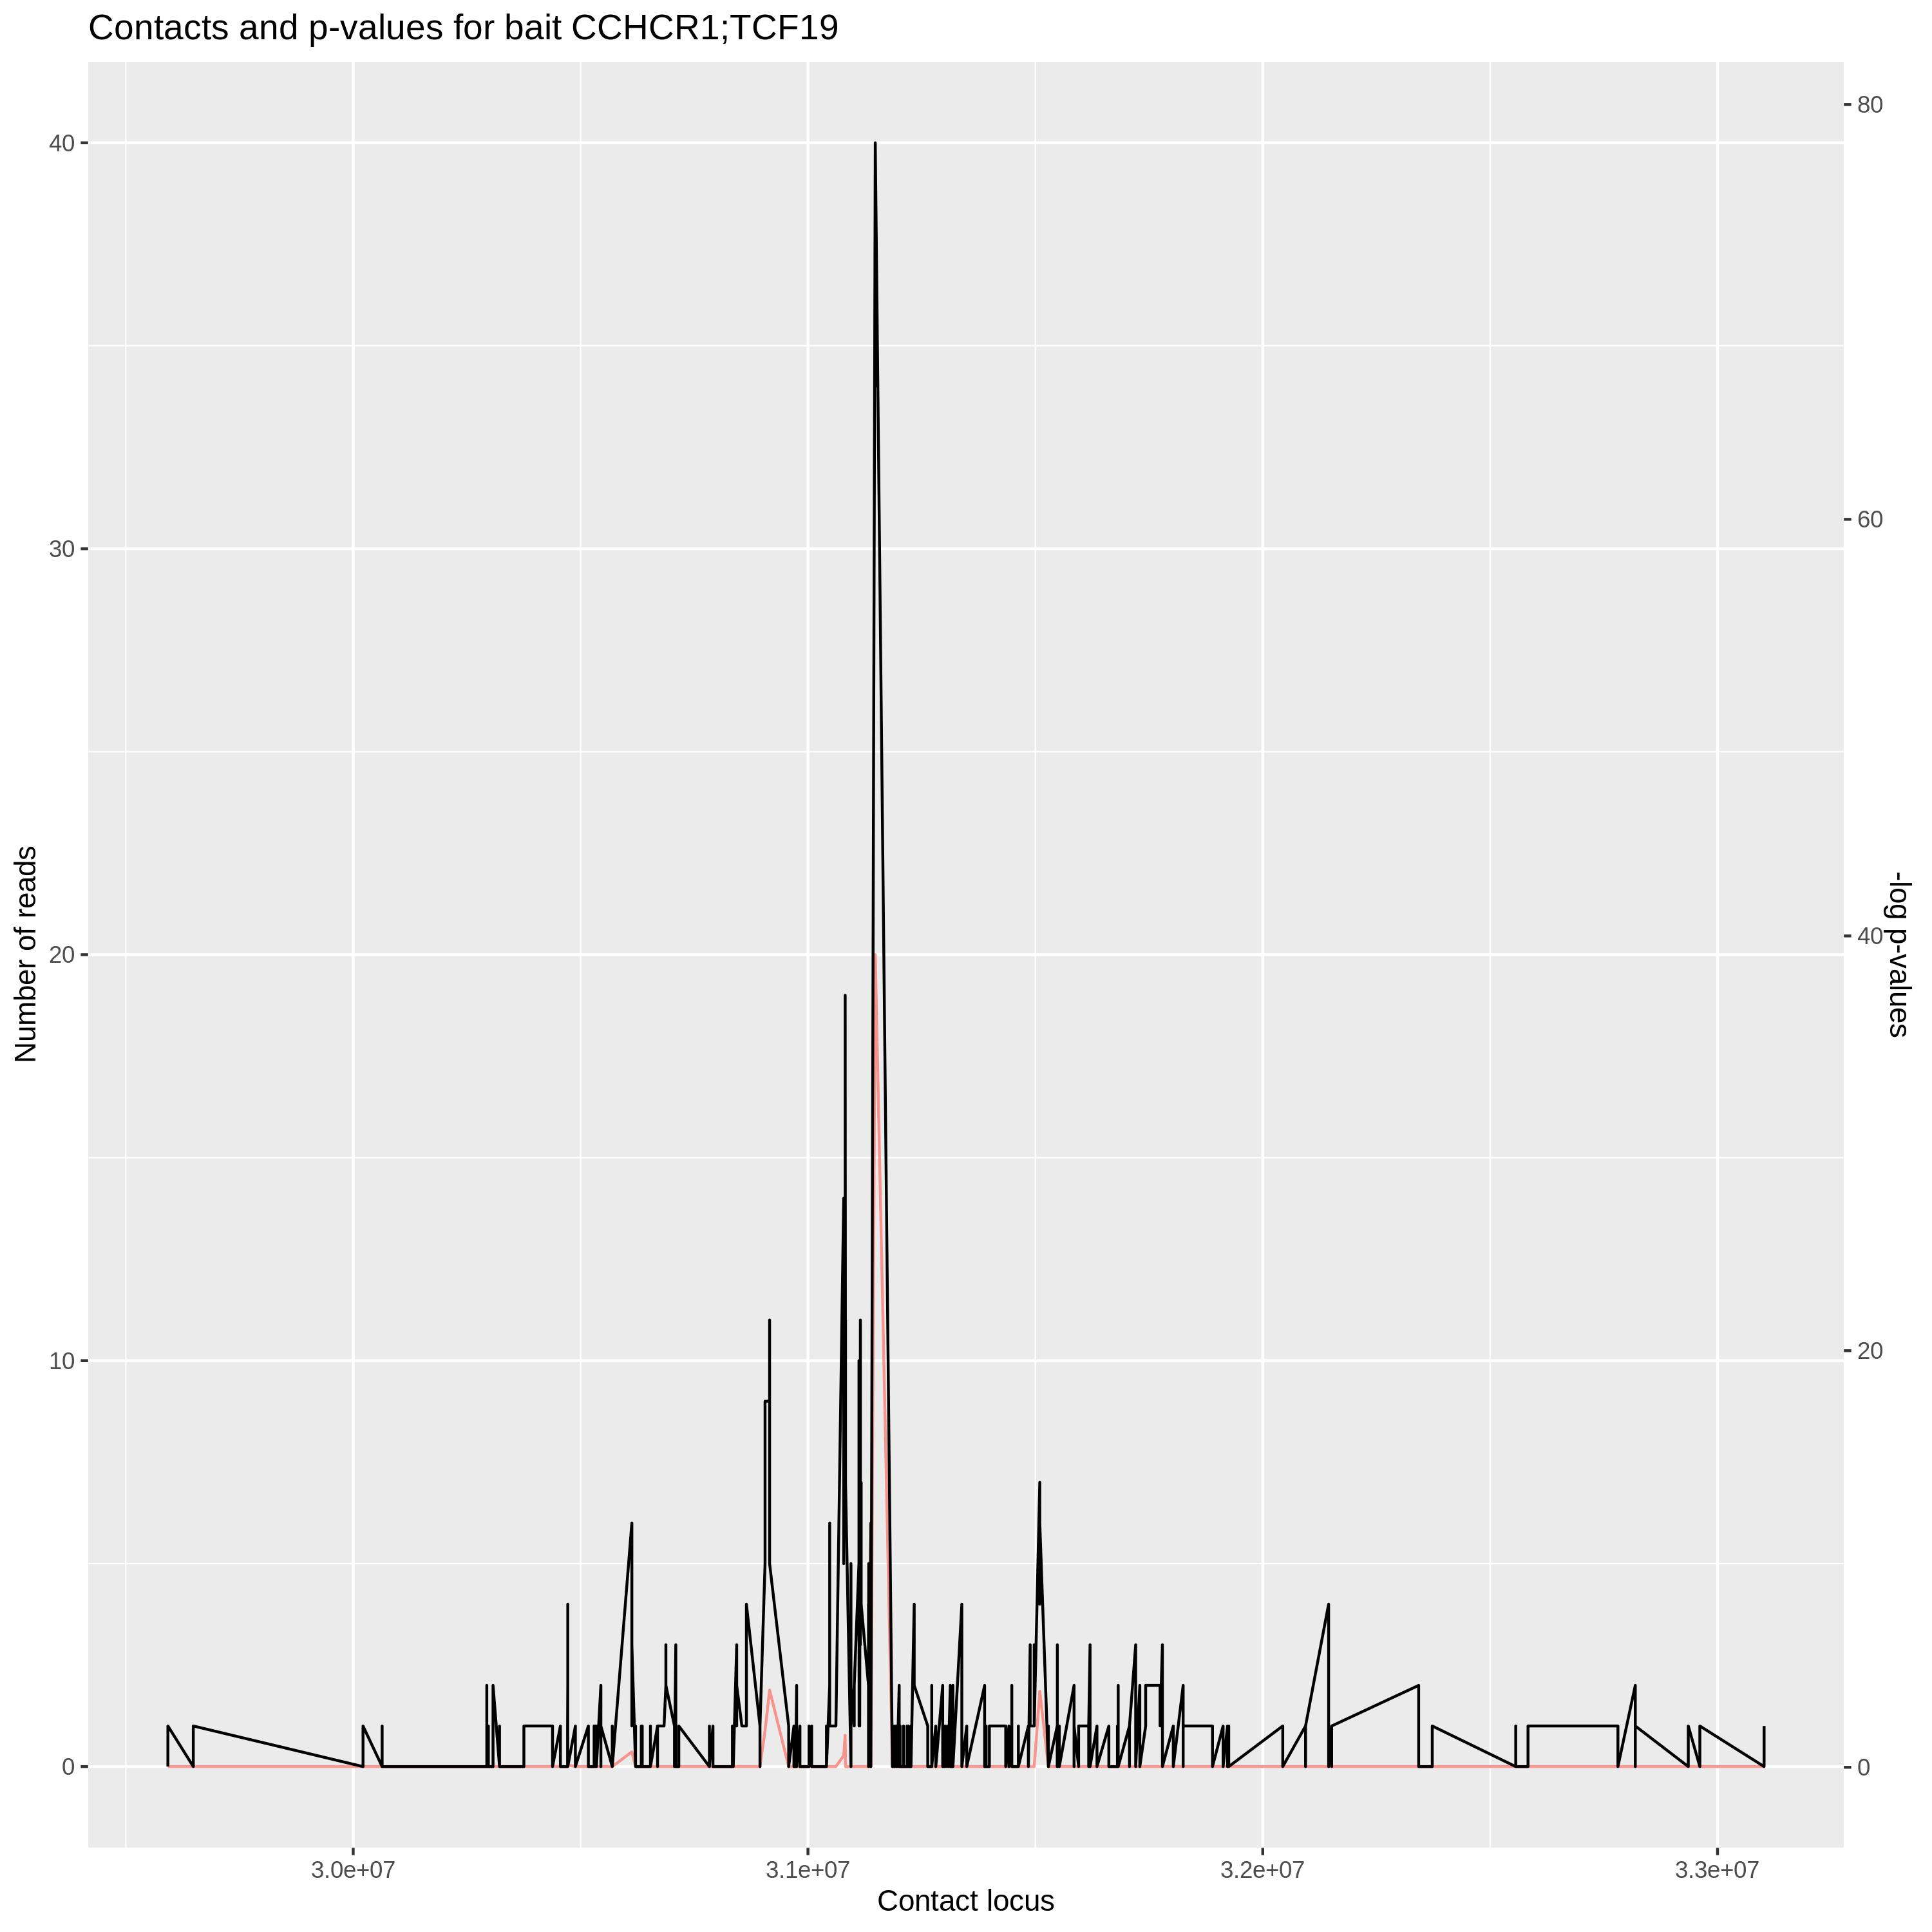 Contacts and p-values for bait CCHCR1;TCF19
40
30
20
10
0
Number of reads
80
60
40
20
0
-log p-values
3.0e+07
3.1e+07
3.2e+07
3.3e+07
Contact locus